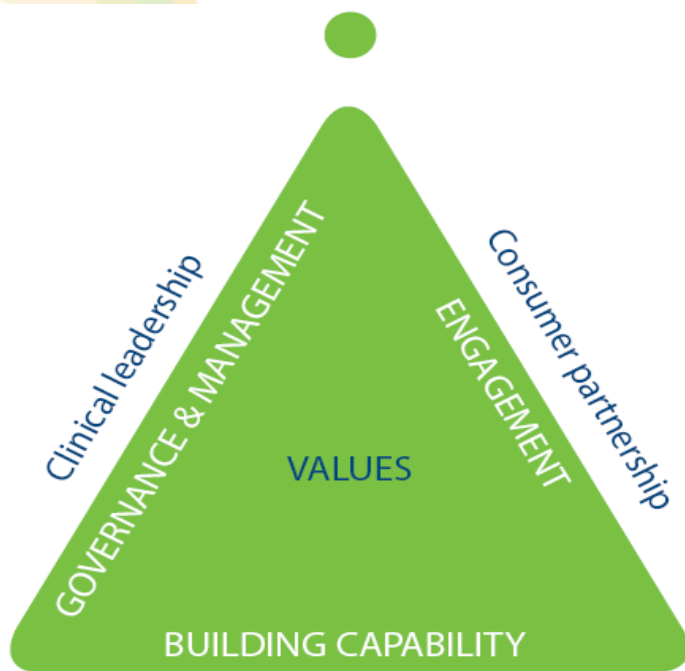 Clinical leadership
GOVERNANCE & MANAGEMENT
Consumer partnership
ENGAGEMENT
VALUES
BUILDING CAPABILITY